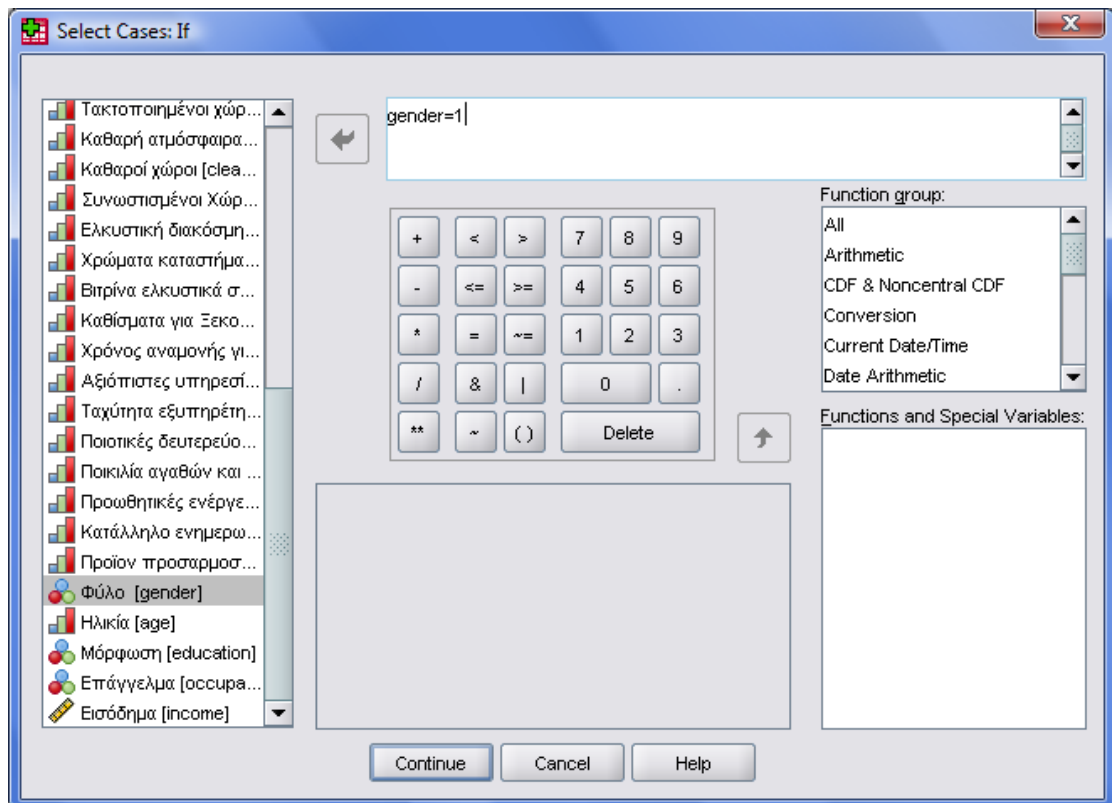 Select Cases: If
Τακτοποιημένοι χώρ...
Καθαρή ατμόσφαιρα...
Καθαροί χώροι [clea...
Συνωστισμένοι Χώρ...
Ελκυστική διακόσμη...
Χρώματα καταστήμα...
Βιτρίνα ελκυστικά σ...
Καθίσματα για Ξεκο...
Χρόνος αναμονής γι...
Αξιόπιστες υπηρεσί...
Ταχύτητα εξυπηρέτη...
Ποιοτικές δευτερεύο...
Ποικιλία αγαθών και ...
Προωθητικές ενέργε...
Κατάλληλο ενημερω...
Προϊον προσαρμοσ...
Φύλο [gender]
Ηλικία [age]
Μόρφωση [education]
Επάγγελμα [occupa...
Εισόδημα [income]
gender=1
+ < > 7 8 9
- <= >= 4 5 6
* = ~= 1 2 3
/ & | 0 .
** ~ ( ) Delete
Function group:
All
Arithmetic
CDF & Noncentral CDF
Conversion
Current Date/Time
Date Arithmetic
Functions and Special Variables:
Continue Cancel Help